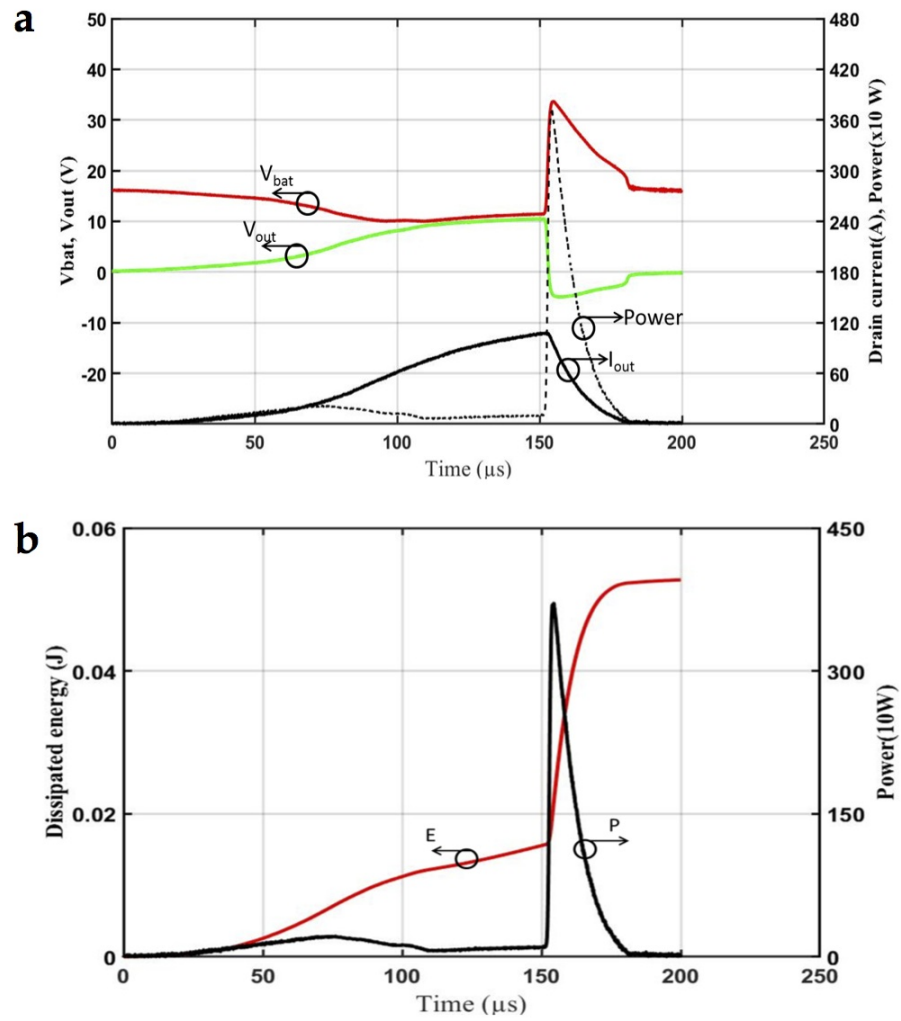 a
50
40
30
20
10
0
-10
-20
480
420
360
300
240
180
120
60
0
0
50
100
150
200
250
Vbat, Vout (V)
Drain current(A), Power(x10 W)
Time (μs)
Vbat
Vout
Power
Iout
b
0.06
0.04
0.02
0
450
300
150
0
0
50
100
150
200
250
Dissipated energy (J)
Power(10W)
Time (μs)
E
P